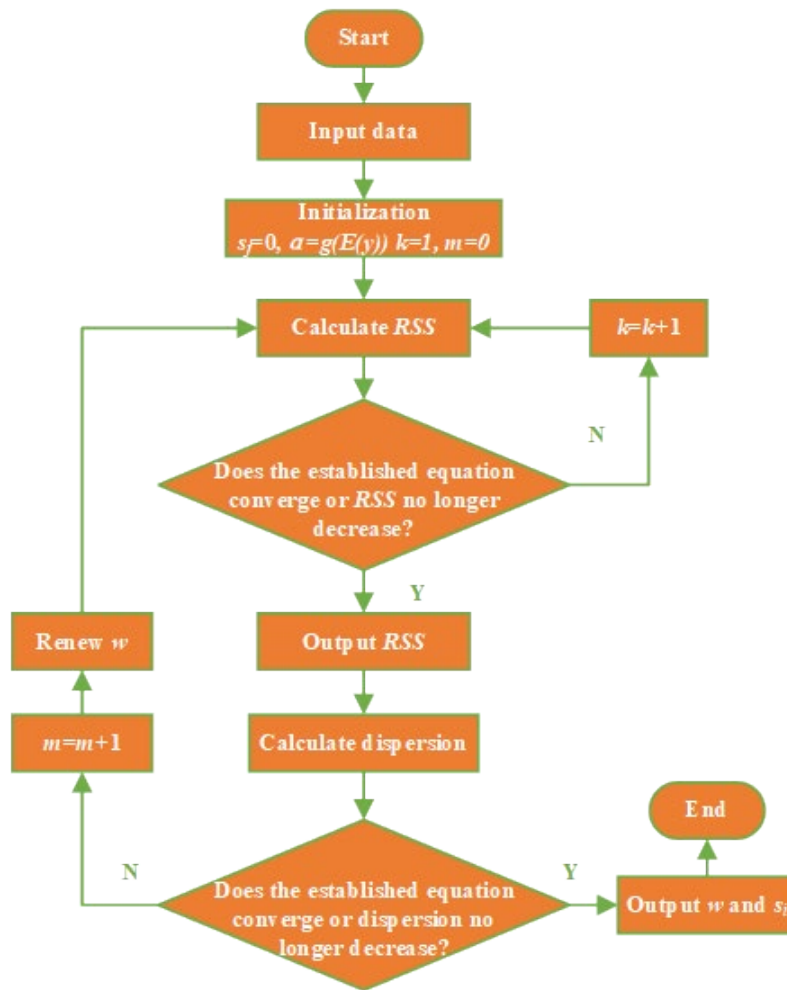 Start
Input data
Initialization
s_j=0, α=g(E(y)) k=1, m=0
Calculate RSS
k=k+1
N
Does the established equation
converge or RSS no longer
decrease?
Y
Renew w
Output RSS
m=m+1
Calculate dispersion
End
N
Y
Does the established equation
converge or dispersion no
longer decrease?
Output w and s